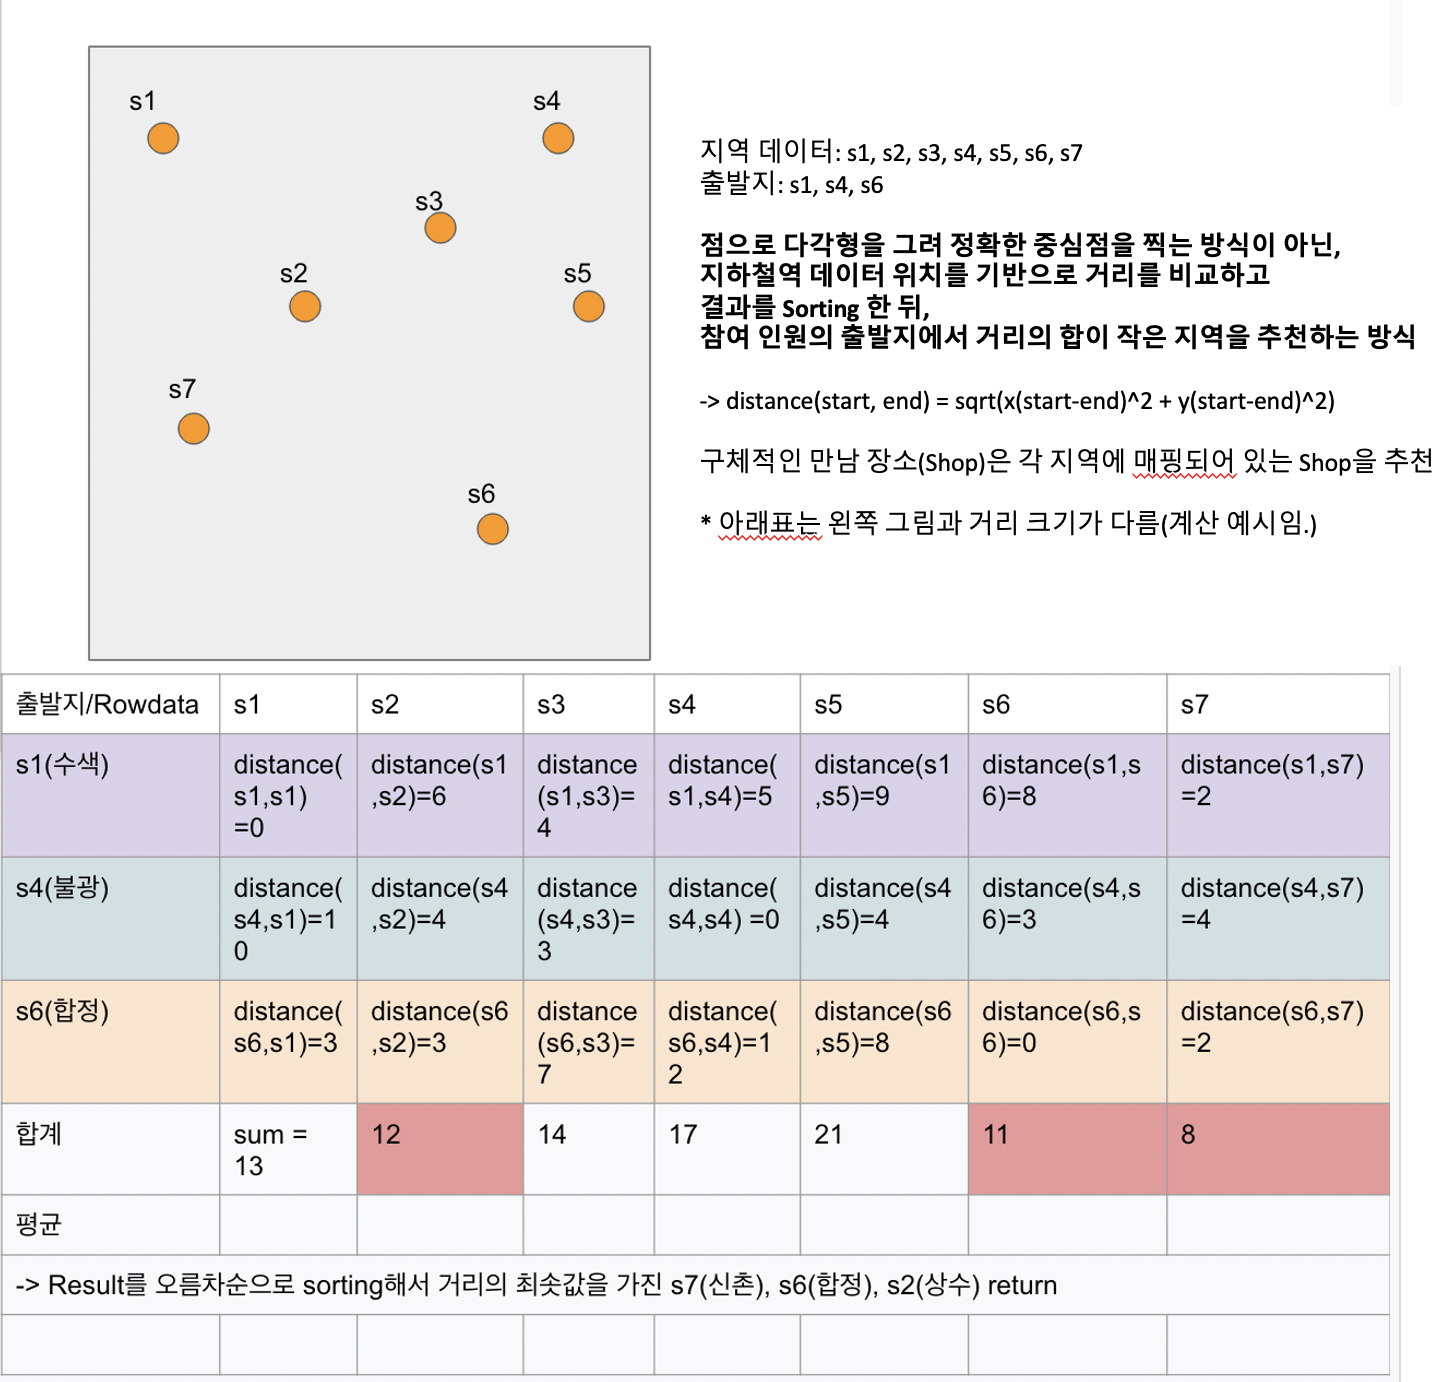 s1
s4
s3
s2
s5
s7
s6
지역 데이터: s1, s2, s3, s4, s5, s6, s7
출발지: s1, s4, s6
점으로 다각형을 그려 정확한 중심점을 찍는 방식이 아닌,
지하철역 데이터 위치를 기반으로 거리를 비교하고
결과를 Sorting 한 뒤,
참여 인원의 출발지에서 거리의 합이 작은 지역을 추천하는 방식
-> distance(start, end) = sqrt(x(start-end)^2 + y(start-end)^2)
구체적인 만남 장소(Shop)은 각 지역에 매핑되어 있는 Shop을 추천
* 아래표는 왼쪽 그림과 거리 크기가 다름(계산 예시임.)
출발지/Rowdata
s1
s2
s3
s4
s5
s6
s7
s1(수색)
distance(
s1,s1)
=0
distance(s1
,s2)=6
distance
(s1,s3)=
4
distance(
s1,s4)=5
distance(s1
,s5)=9
distance(s1,s
6)=8
distance(s1,s7)
=2
s4(불광)
distance(
s4,s1)=1
0
distance(s4
,s2)=4
distance
(s4,s3)=
3
distance(
s4,s4) =0
distance(s4
,s5)=4
distance(s4,s
6)=3
distance(s4,s7)
=4
s6(합정)
distance(
s6,s1)=3
distance(s6
,s2)=3
distance
(s6,s3)=
7
distance(
s6,s4)=1
2
distance(s6
,s5)=8
distance(s6,s
6)=0
distance(s6,s7)
=2
합계
sum =
13
12
14
17
21
11
8
평균
-> Result를 오름차순으로 sorting해서 거리의 최솟값을 가진 s7(신촌), s6(합정), s2(상수) return